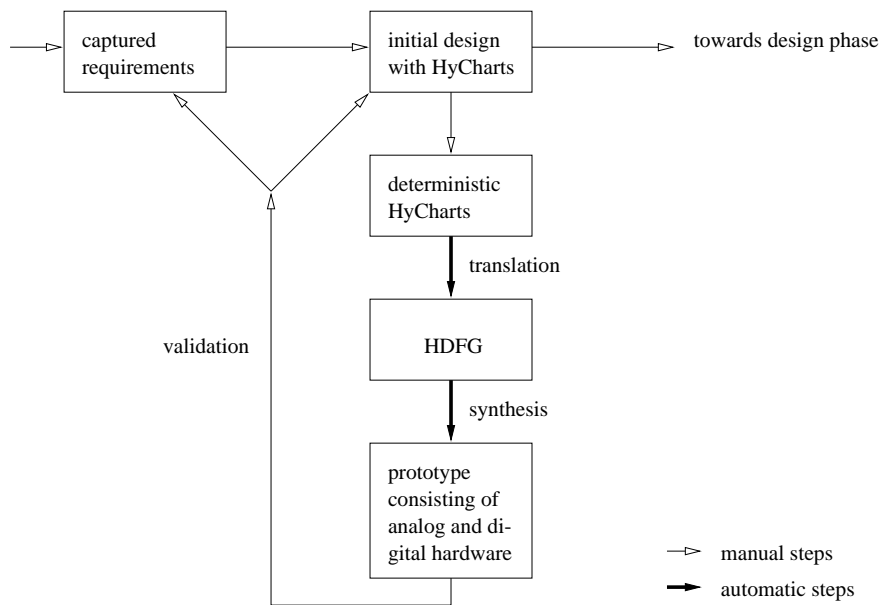 captured
requirements
initial design
with HyCharts
towards design phase
deterministic
HyCharts
translation
validation
HDFG
synthesis
prototype
consisting of
analog and di-
gital hardware
manual steps
automatic steps